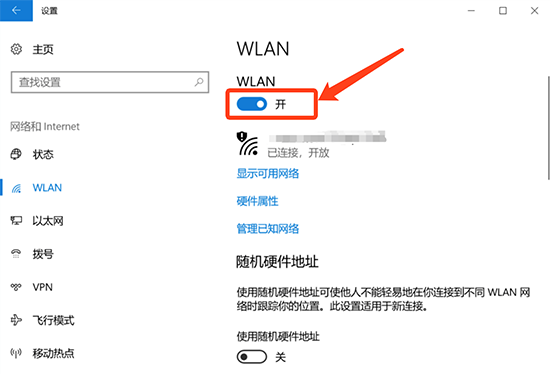 设置
主页
查找设置
网络和 Internet
状态
WLAN
以太网
拨号
VPN
飞行模式
移动热点
WLAN
WLAN
开
已连接，开放
显示可用网络
硬件属性
管理已知网络
随机硬件地址
使用随机硬件地址可使他人不能轻易地在你连接到不同 WLAN 网
络时跟踪你的位置。此设置适用于新连接。
使用随机硬件地址
关